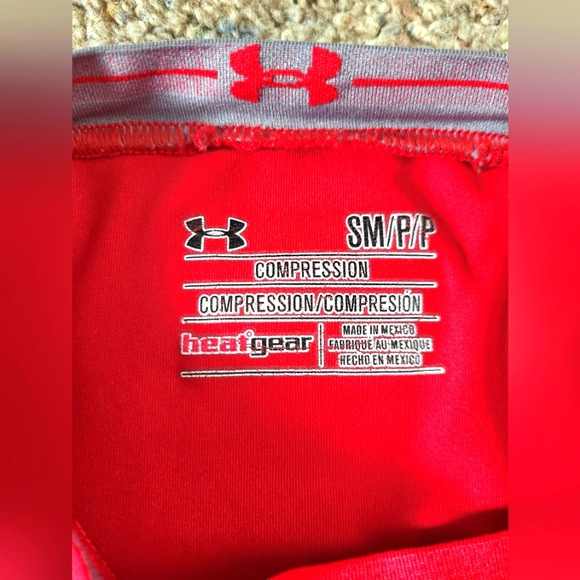 SM/P/P
COMPRESSION
COMPRESSION/COMPRESIÓN
heatgear
MADE IN MEXICO
FABRIQUÉ AU MEXIQUE
HECHO EN MEXICO